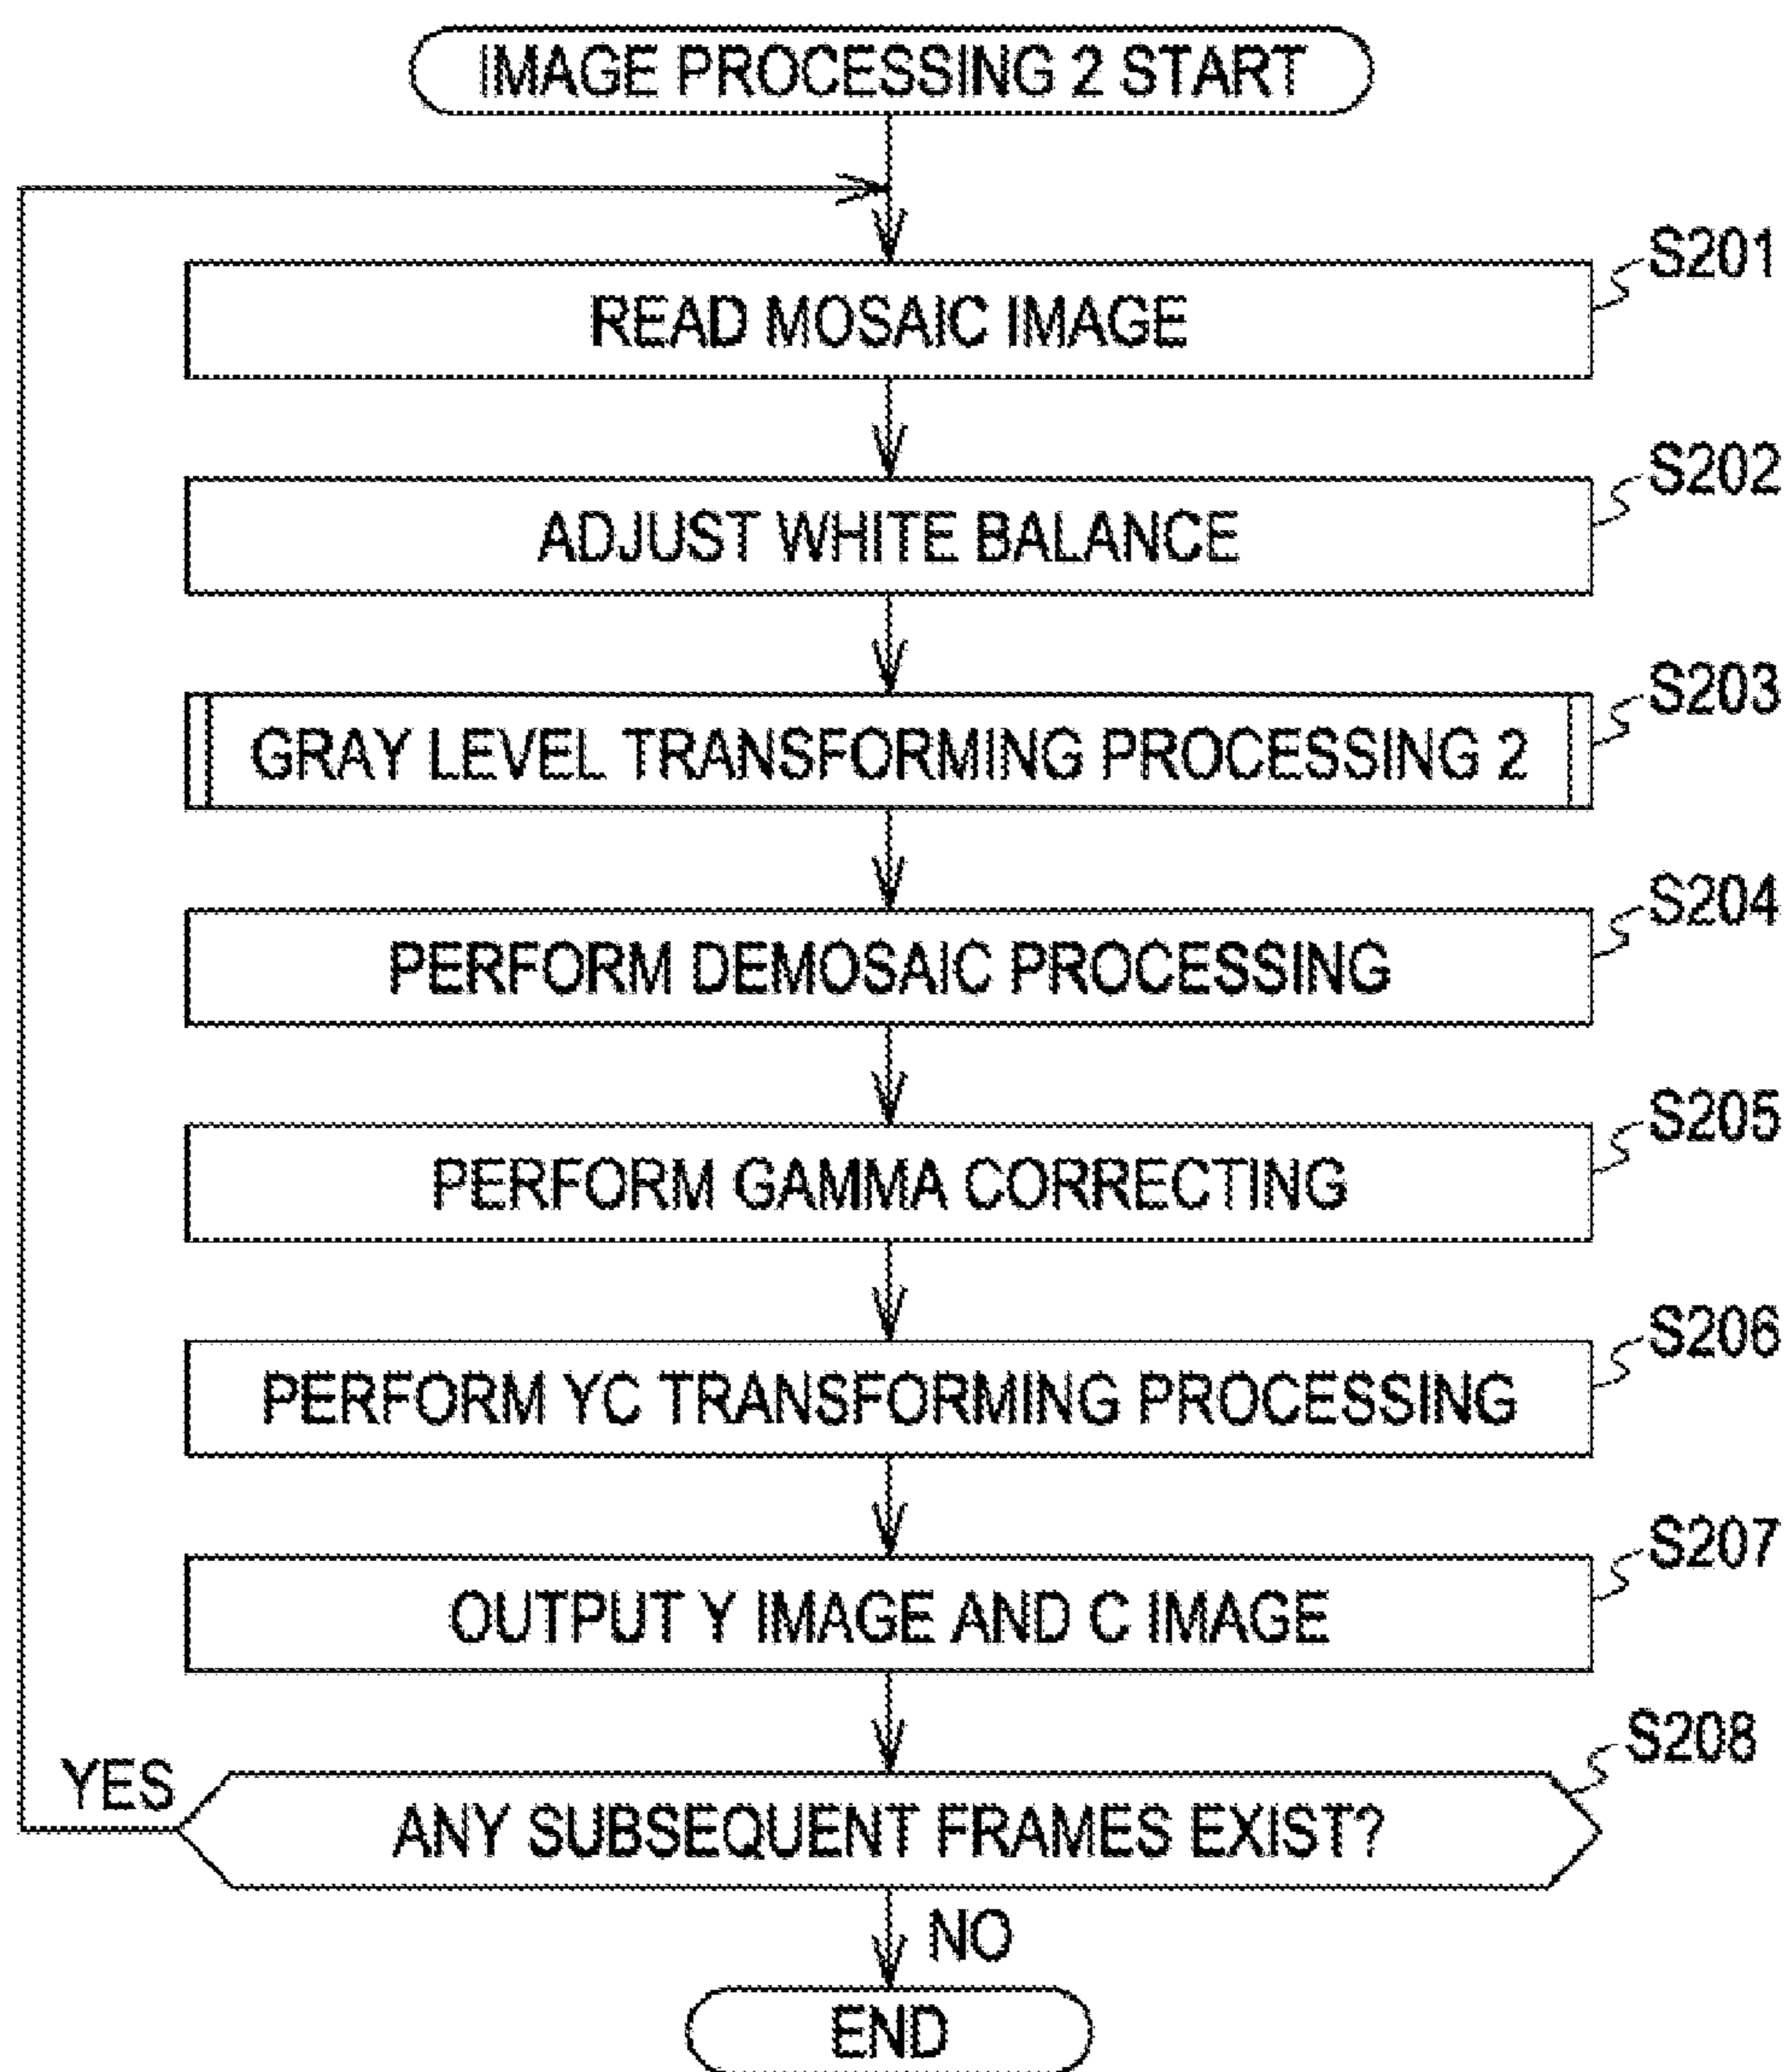 IMAGE PROCESSING 2 START
S201
READ MOSAIC IMAGE
S202
ADJUST WHITE BALANCE
S203
GRAY LEVEL TRANSFORMING PROCESSING 2
S204
PERFORM DEMOSAIC PROCESSING
S205
PERFORM GAMMA CORRECTING
S206
PERFORM YC TRANSFORMING PROCESSING
S207
OUTPUT Y IMAGE AND C IMAGE
S208
YES
ANY SUBSEQUENT FRAMES EXIST?
NO
END